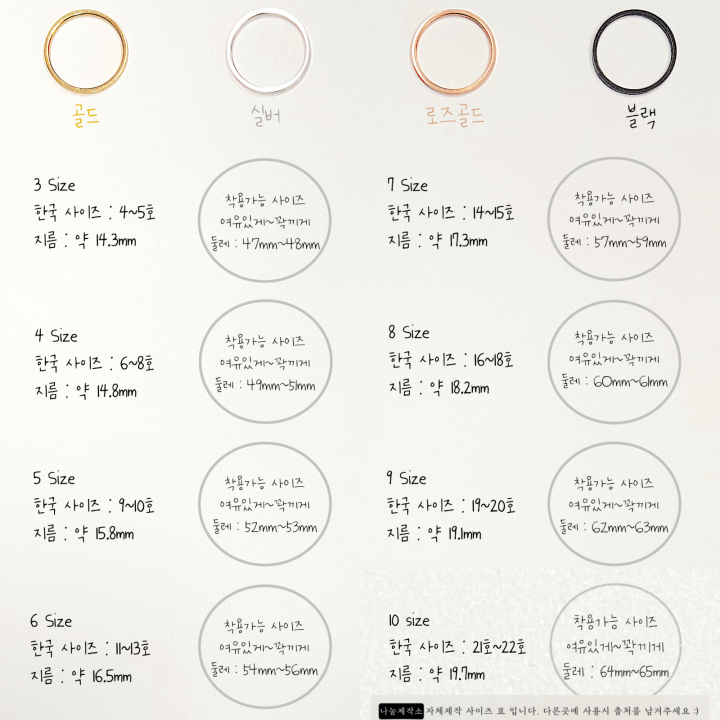 골드
실버
로즈골드
블랙
3 Size
한국 사이즈 : 4~5호
지름 : 약 14.3mm
착용가능 사이즈
여유있게~꽉끼게
둘레 : 47mm~48mm
7 Size
한국 사이즈 : 14~15호
지름 : 약 17.3mm
착용가능 사이즈
여유있게~꽉끼게
둘레 : 57mm~59mm
4 Size
한국 사이즈 : 6~8호
지름 : 약 14.8mm
착용가능 사이즈
여유있게~꽉끼게
둘레 : 49mm~51mm
8 Size
한국 사이즈 : 16~18호
지름 : 약 18.2mm
착용가능 사이즈
여유있게~꽉끼게
둘레 : 60mm~61mm
5 Size
한국 사이즈 : 9~10호
지름 : 약 15.8mm
착용가능 사이즈
여유있게~꽉끼게
둘레 : 52mm~53mm
9 Size
한국 사이즈 : 19~20호
지름 : 약 19.1mm
착용가능 사이즈
여유있게~꽉끼게
둘레 : 62mm~63mm
6 Size
한국 사이즈 : 11~13호
지름 : 약 16.5mm
착용가능 사이즈
여유있게~꽉끼게
둘레 : 54mm~56mm
10 size
한국 사이즈 : 21호~22호
지름 : 약 19.7mm
착용가능 사이즈
여유있게~꽉끼게
둘레 : 64mm~65mm
나눔제작소 자체제작 사이즈 표 입니다. 다른곳에 사용시 출처를 남겨주세요 :)